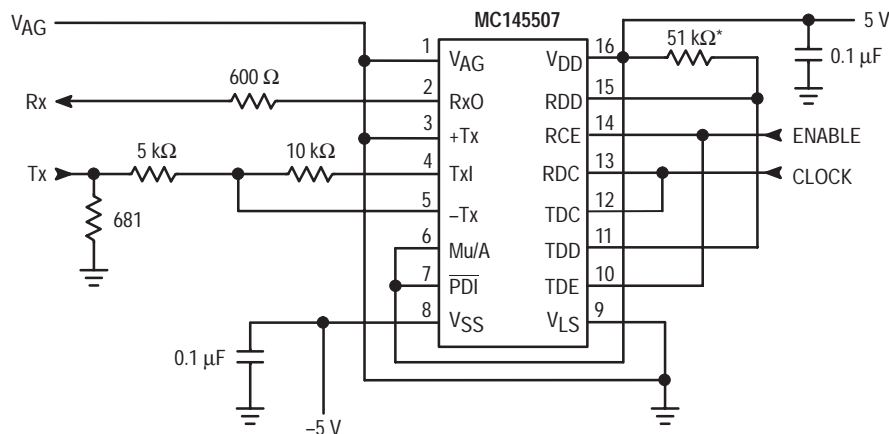 MC145507
VAG
5 V
0.1 μF
51 kΩ*
600 Ω
Rx
Tx
5 kΩ
10 kΩ
681
1 VAG
2 RxO
3 +Tx
4 TxI
5 –Tx
6 Mu/A
7 PDI
8 VSS
VDD 16
RDD 15
RCE 14
RDC 13
TDC 12
TDD 11
TDE 10
VLS 9
ENABLE
CLOCK
0.1 μF
–5 V